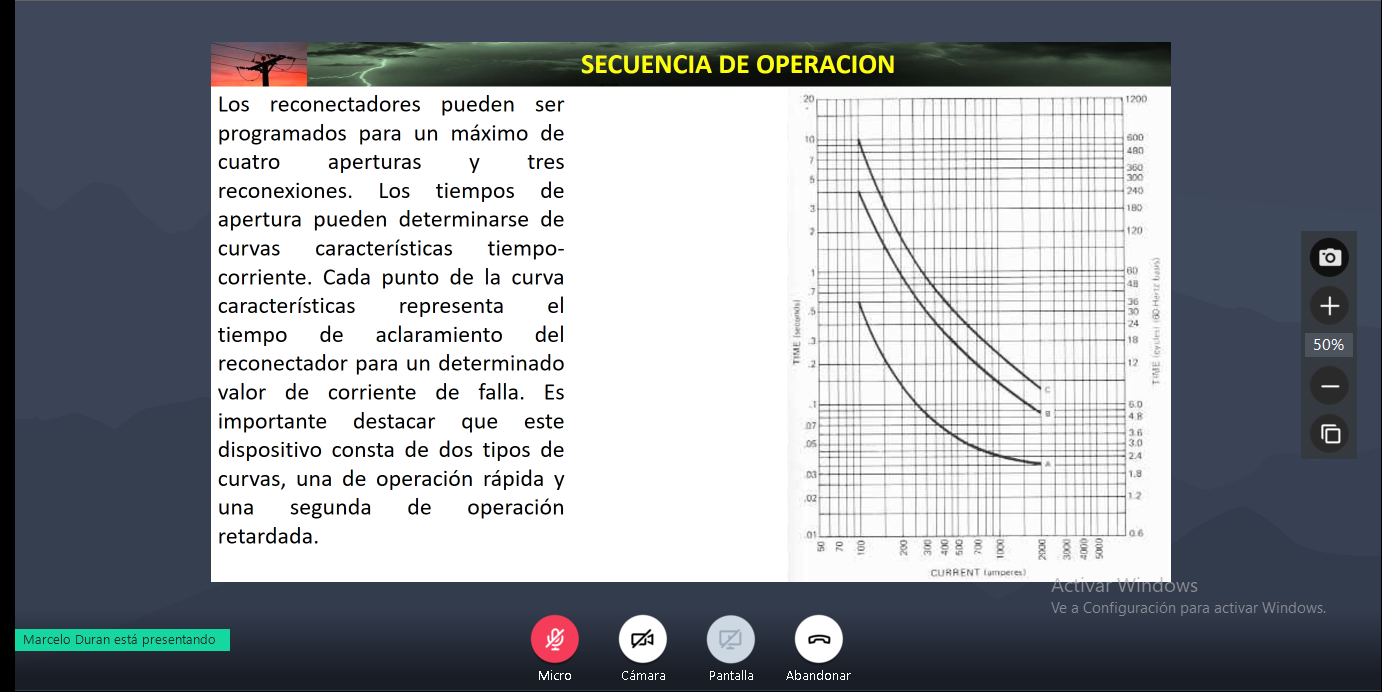 SECUENCIA DE OPERACION
Los reconectadores pueden ser
programados para un máximo de
cuatro aperturas y tres
reconexiones. Los tiempos de
apertura pueden determinarse de
curvas características tiempo-
corriente. Cada punto de la curva
características representa el
tiempo de aclaramiento del
reconectador para un determinado
valor de corriente de falla. Es
importante destacar que este
dispositivo consta de dos tipos de
curvas, una de operación rápida y
una segunda de operación
retardada.
20
10
7
5
3
2
1
.7
.5
.3
.2
.1
.07
.05
.03
.02
.01
TIME (seconds)
1200
600
480
360
300
240
180
120
60
48
36
30
24
18
12
6.0
4.8
3.6
3.0
2.4
1.8
1.2
0.6
TIME (cycles) (60-Hertz basis)
C
B
A
50 70 100 200 300 400 500 700 1000 2000 3000 4000 5000
CURRENT (amperes)
50%
Activar Windows
Ve a Configuración para activar Windows.
Marcelo Duran está presentando
Micro Cámara Pantalla Abandonar